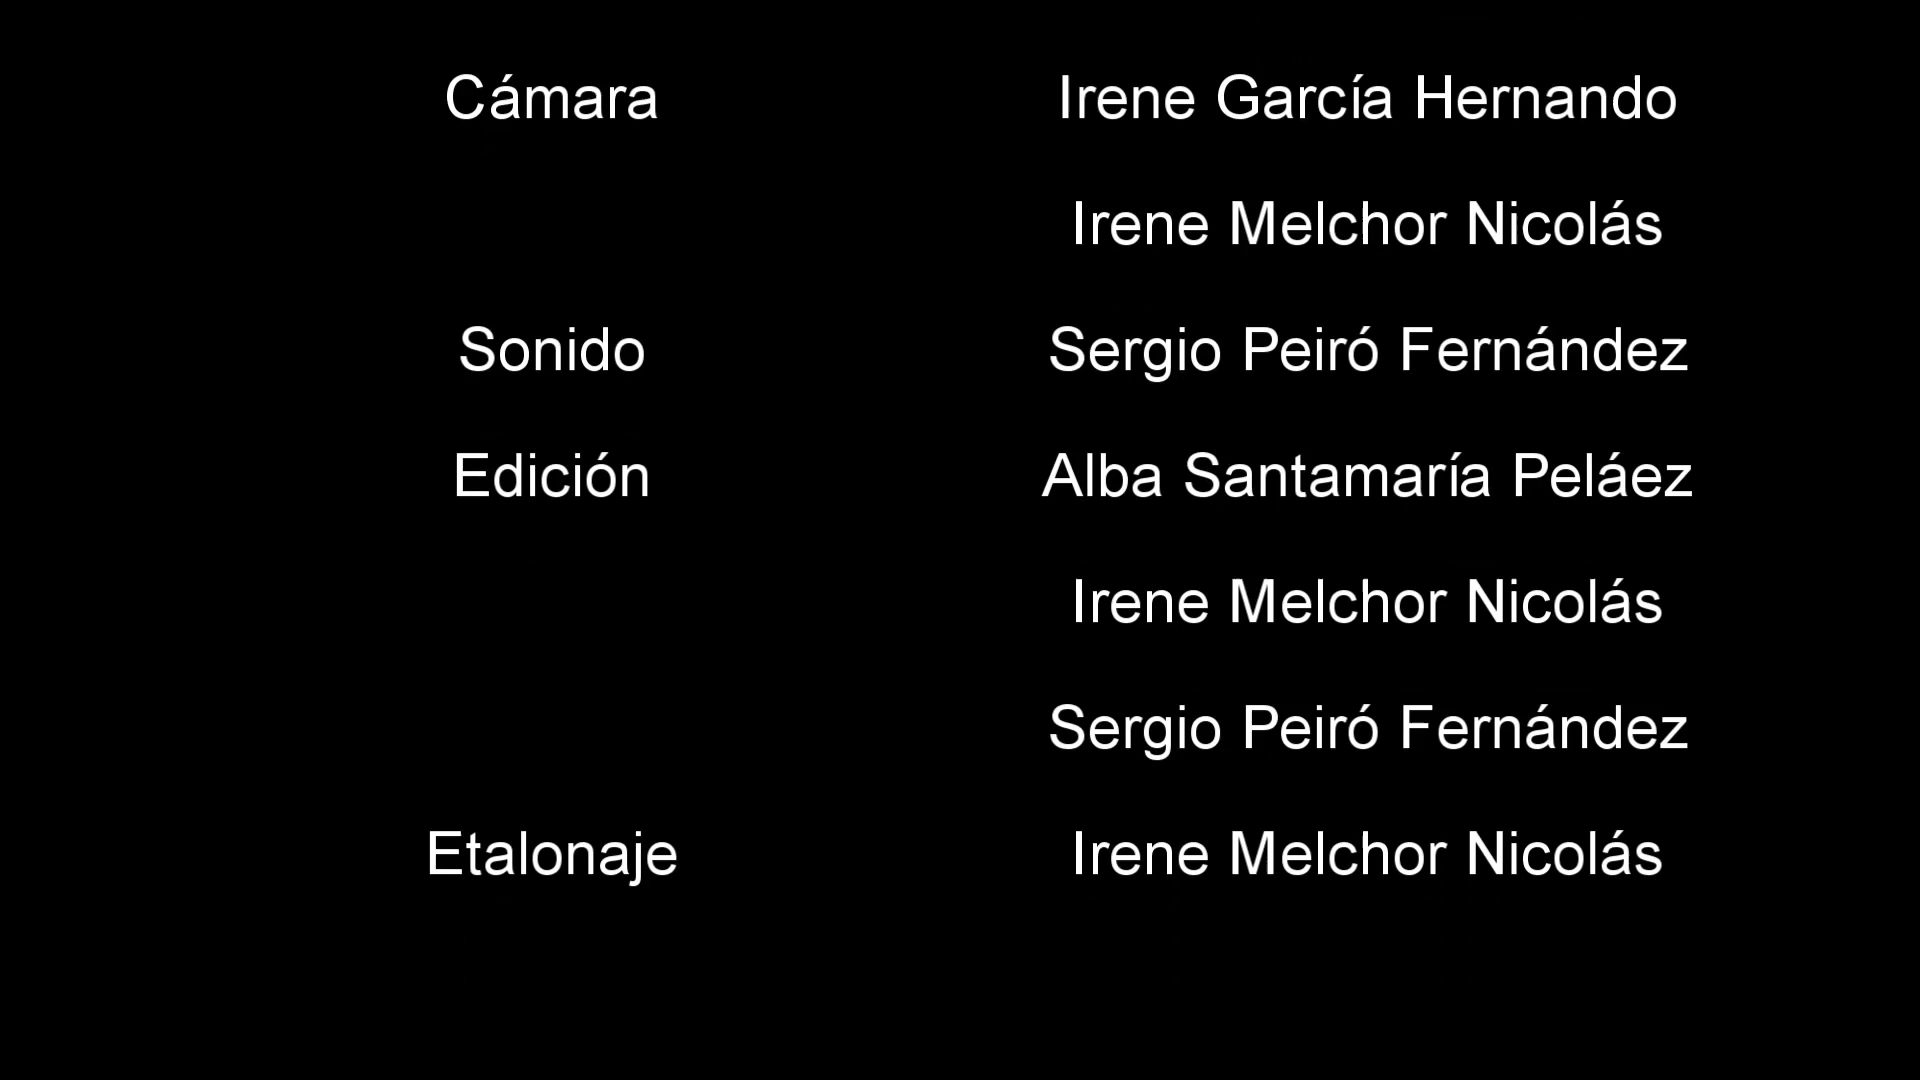 Cámara Irene García Hernando
Irene Melchor Nicolás
Sonido Sergio Peiró Fernández
Edición Alba Santamaría Peláez
Irene Melchor Nicolás
Sergio Peiró Fernández
Etalonaje Irene Melchor Nicolás